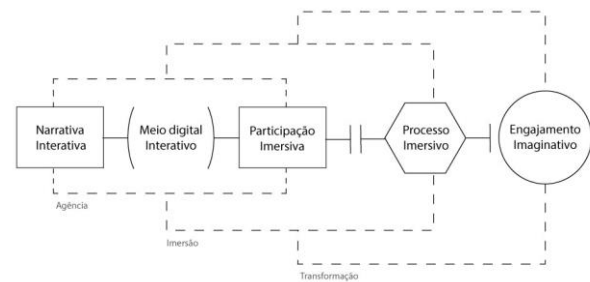 Narrativa
Interativa
Meio digital
Interativo
Participação
Imersiva
Processo
Imersivo
Engajamento
Imaginativo
Agência
Imersão
Transformação